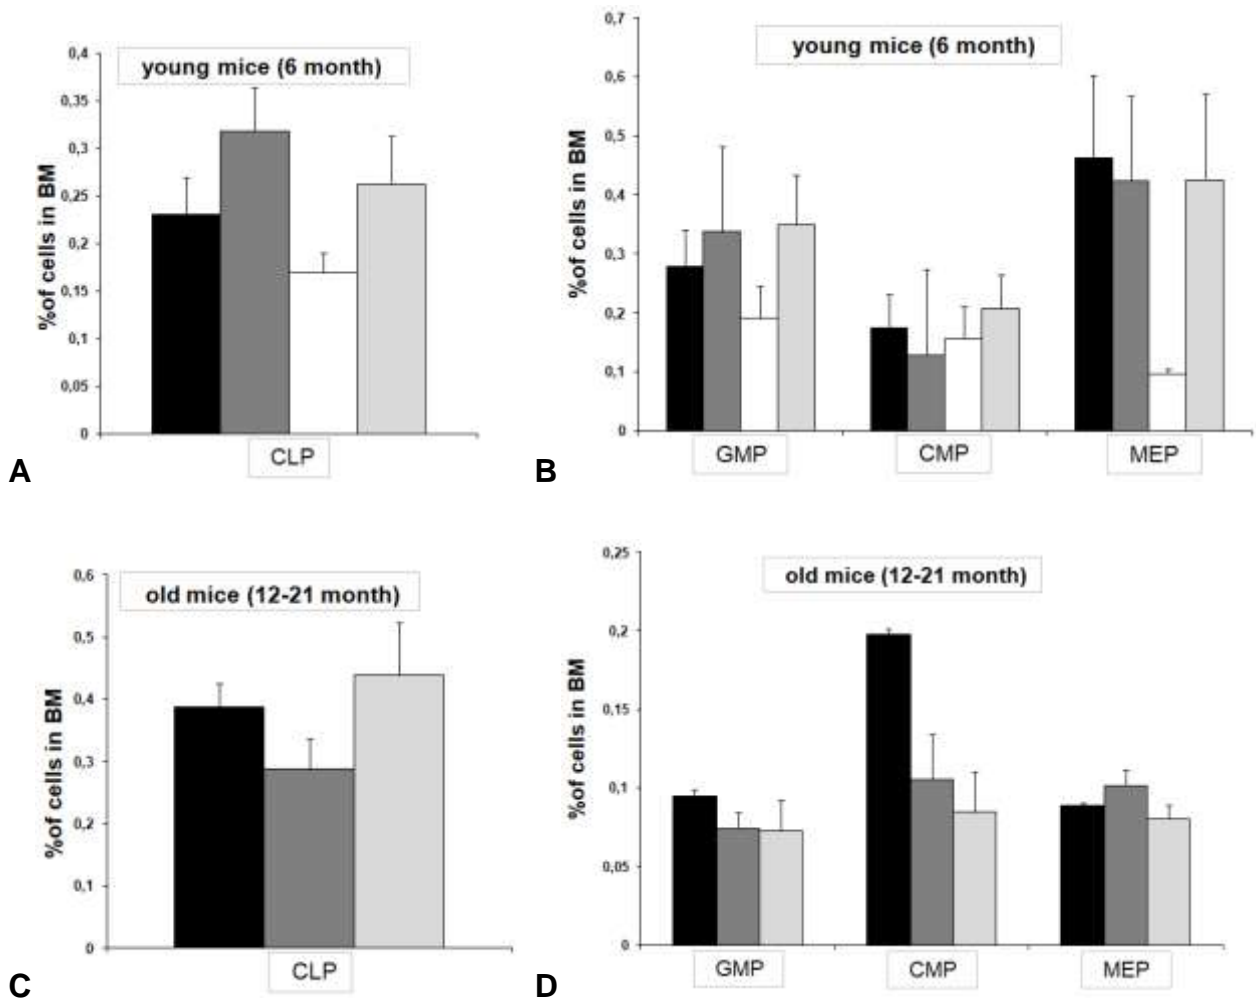 young mice (6 month)
%of cells in BM
0,4
0,35
0,3
0,25
0,2
0,15
0,1
0,05
0
CLP
A
young mice (6 month)
%of cells in BM
0,7
0,6
0,5
0,4
0,3
0,2
0,1
0
GMP CMP MEP
B
old mice (12-21 month)
%of cells in BM
0,6
0,5
0,4
0,3
0,2
0,1
0
CLP
C
old mice (12-21 month)
%of cells in BM
0,25
0,2
0,15
0,1
0,05
0
GMP CMP MEP
D